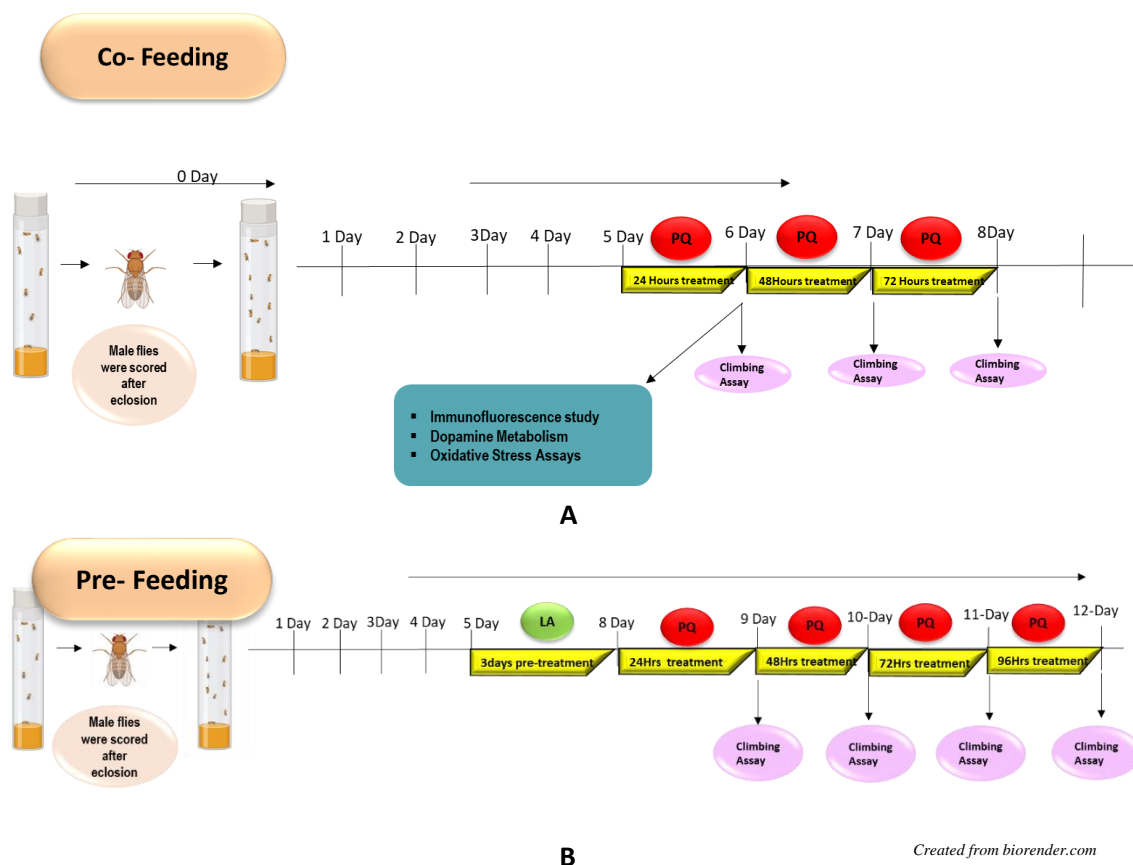 Co- Feeding
0 Day
1 Day
2 Day
3Day
4 Day
5 Day
PQ
6 Day
PQ
7 Day
PQ
8Day
24 Hours treatment
48Hours treatment
72 Hours treatment
Male flies
were scored
after
eclosion
Climbing
Assay
Climbing
Assay
Climbing
Assay
▪ Immunofluorescence study
▪ Dopamine Metabolism
▪ Oxidative Stress Assays
A
Pre- Feeding
1 Day
2 Day
3Day
4 Day
5 Day
LA
8 Day
PQ
9 Day
PQ
10-Day
PQ
11-Day
PQ
12-Day
3days pre-treatment
24Hrs treatment
48Hrs treatment
72Hrs treatment
96Hrs treatment
Male flies
were scored
after
eclosion
Climbing
Assay
Climbing
Assay
Climbing
Assay
Climbing
Assay
B
Created from biorender.com